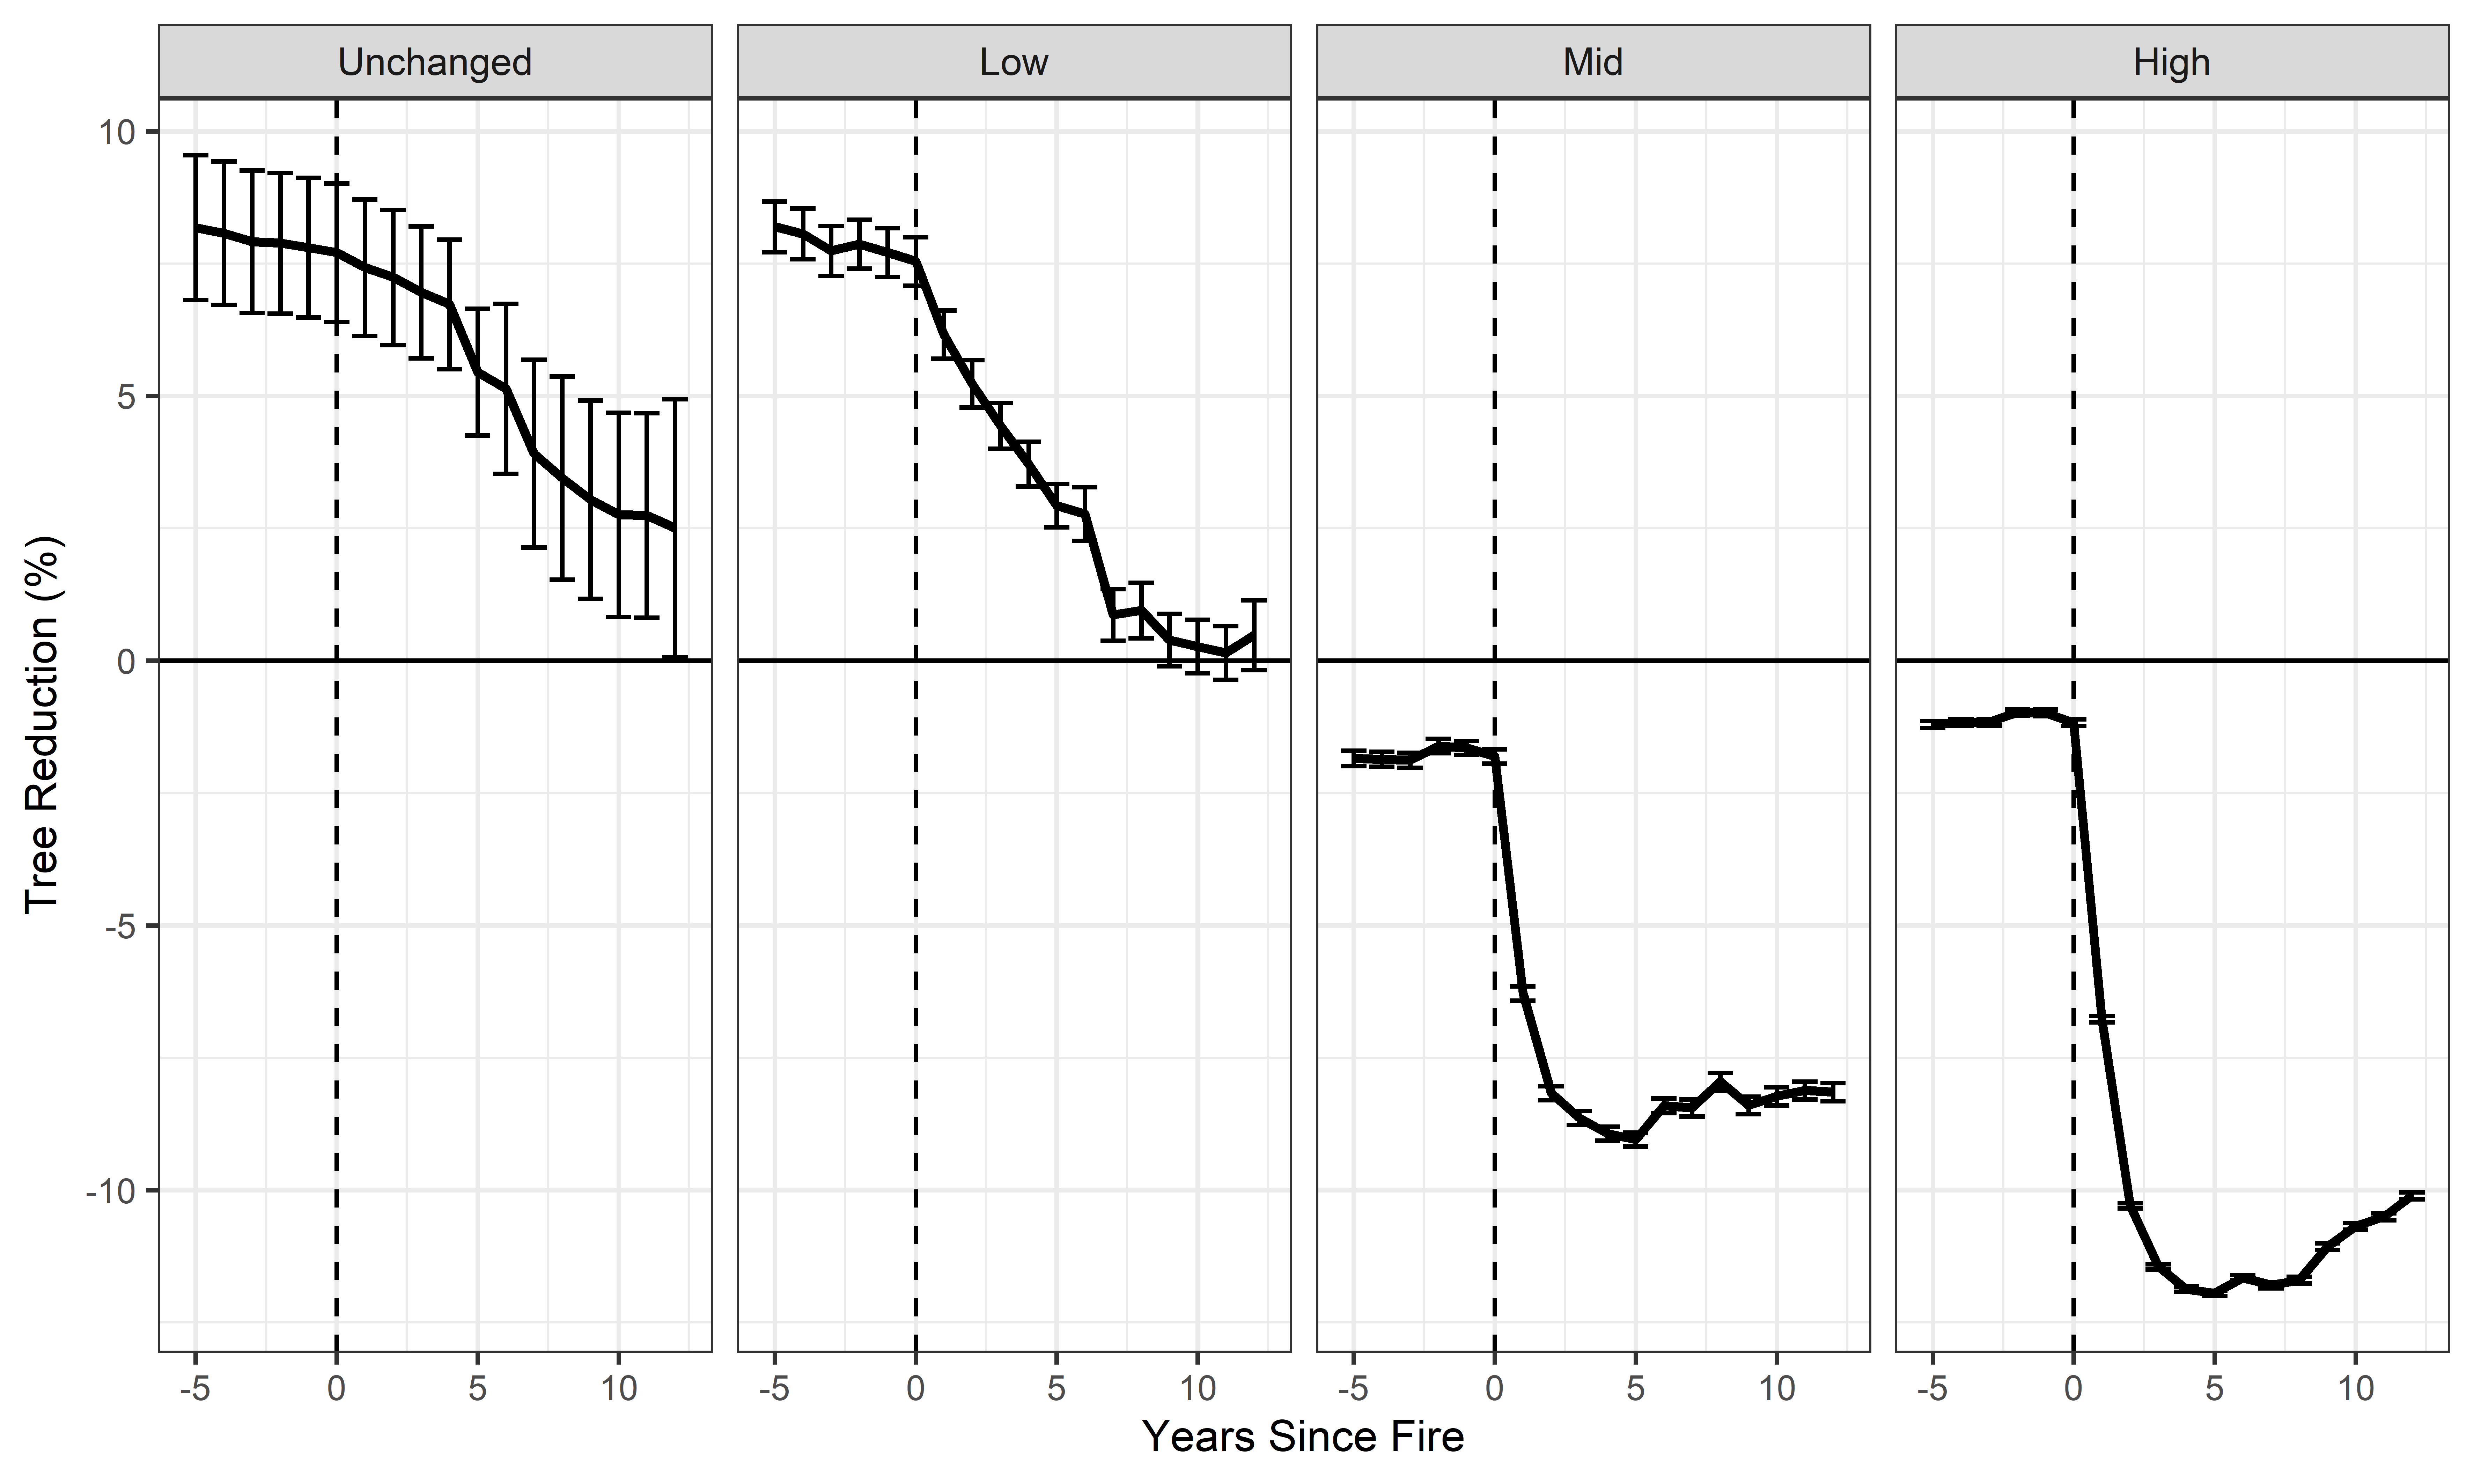 Unchanged Low Mid High
Tree Reduction (%)
10
5
0
-5
-10
-5 0 5 10 -5 0 5 10 -5 0 5 10 -5 0 5 10
Years Since Fire